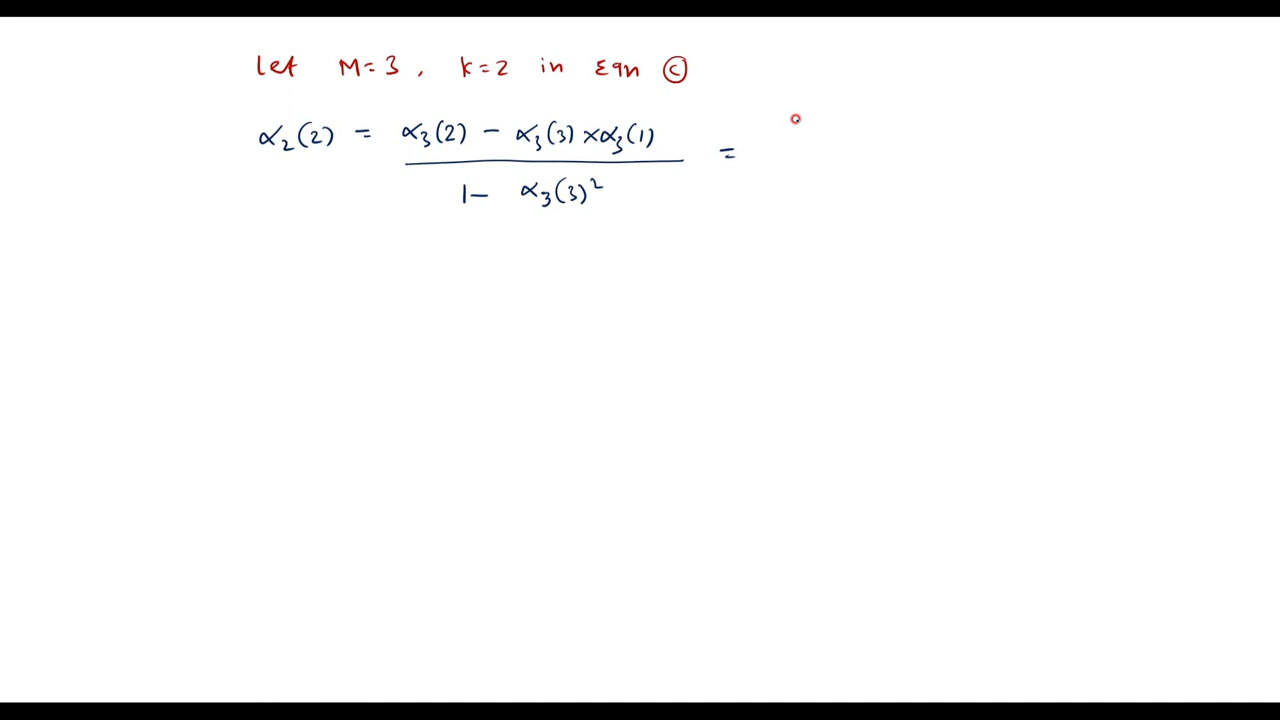 Let M=3, k=2 in Eqn ©
α₂(2) = α₃(2) − α₃(3) × α₃(1) =
1 − α₃(3)²